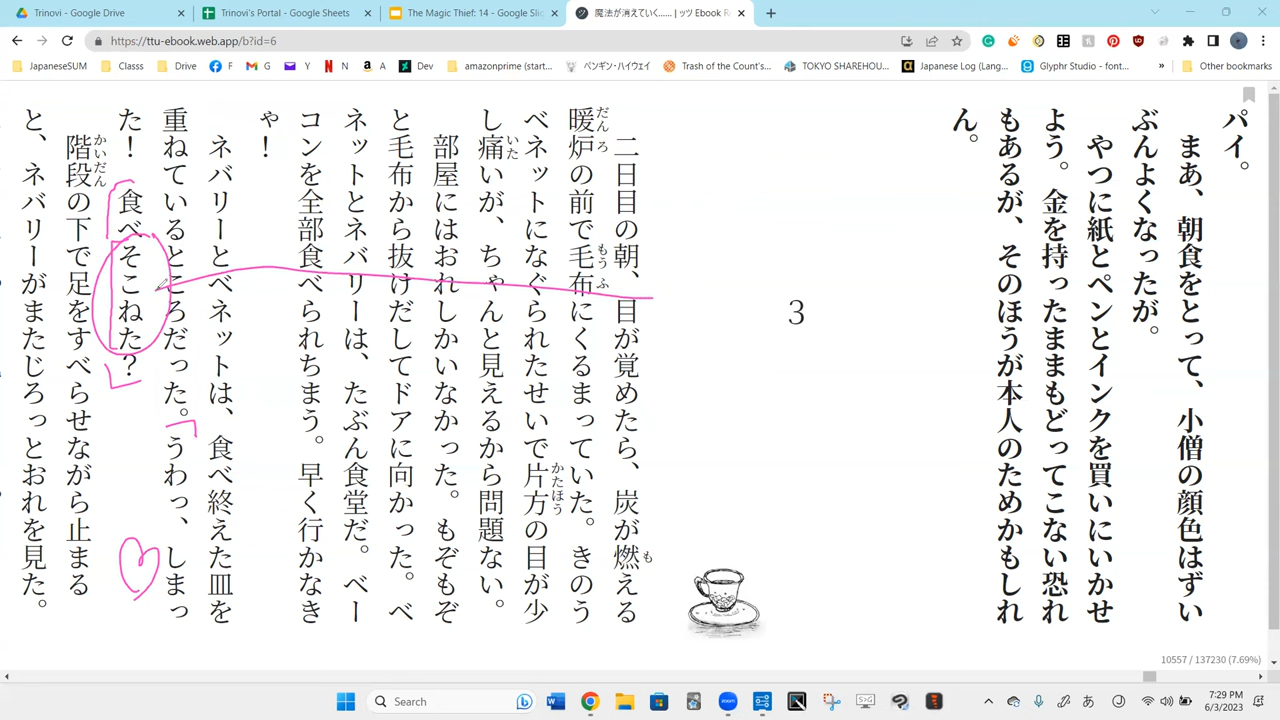 Trinovi - Google Drive
Trinovi's Portal - Google Sheets
The Magic Thief: 14 - Google Slic
魔法が消えていく...... | ッツ Ebook R
https://ttu-ebook.web.app/b?id=6
JapaneseSUM
Classs
Drive
F
G
Y
N
A
Dev
amazonprime (start...
ペンギン・ハイウェイ
Trash of the Count's...
TOKYO SHAREHOU...
Japanese Log (Lang...
Glyphr Studio - font...
Other bookmarks
パイ。
まあ、朝食をとって、小僧の顔色はずい
ぶんよくなったが。
やつに紙とペンとインクを買いにいかせ
よう。金を持ったままもどってこない恐れ
もあるが、そのほうが本人のためかもしれ
ん。
3
二日目の朝、目が覚めたら、炭が燃える
暖炉の前で毛布にくるまっていた。きのう
ベネットになぐられたせいで片方の目が少
し痛いが、ちゃんと見えるから問題ない。
部屋にはおれしかいなかった。もぞもぞ
と毛布から抜けだしてドアに向かった。ベ
ネットとネバリーは、たぶん食堂だ。ベー
コンを全部食べられちまう。早く行かなき
ゃ！
ネバリーとベネットは、食べ終えた皿を
重ねているところだった。うわっ、しまっ
た！　食べそこねた？
階段の下で足をすべらせながら止まる
と、ネバリーがまたじろっとおれを見た。
10557 / 137230 (7.69%)
Search
7:29 PM
6/3/2023